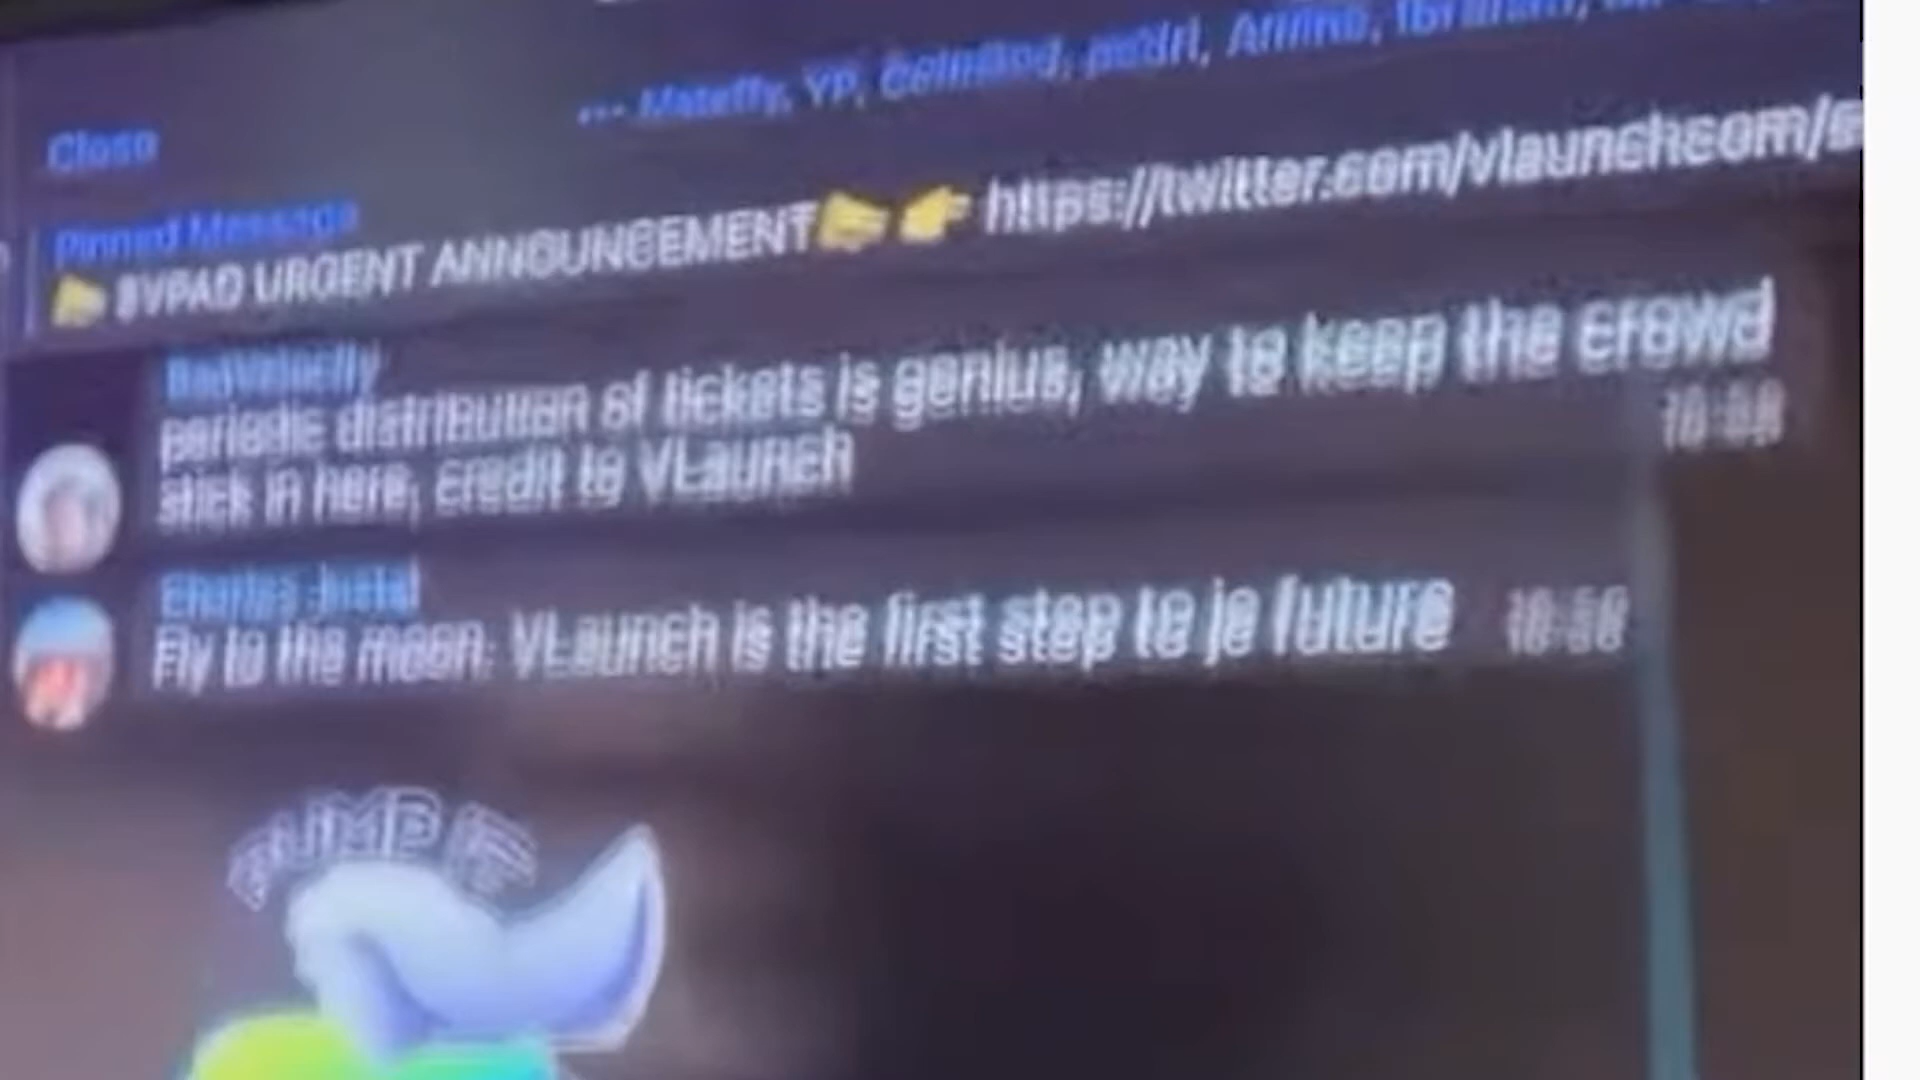 YP,
Close
Pinned Message
$VPAD URGENT ANNOUNCEMENT https://twitter.com/vlaunchcom/s
periodic distribution of tickets is genius, way to keep the crowd
stick in here, credit to VLaunch
Charles
Fly to the moon. VLaunch is the first step to je future
PUMP IT